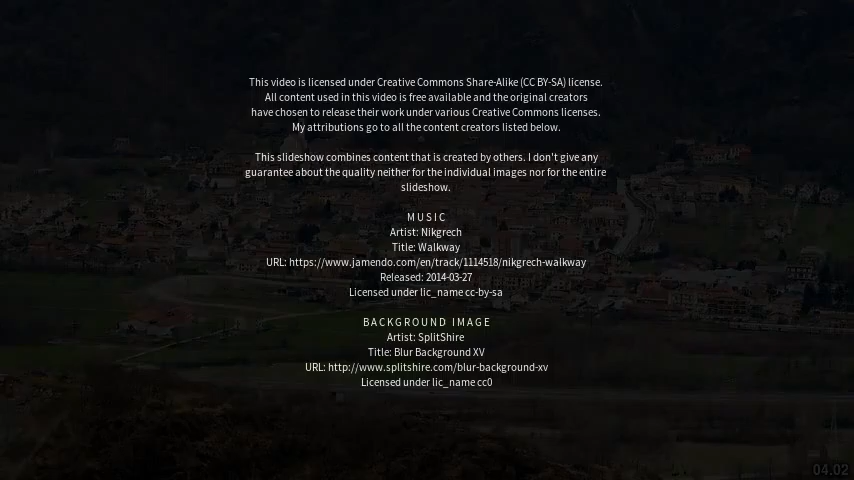 This video is licensed under Creative Commons Share-Alike (CC BY-SA) license.
All content used in this video is free available and the original creators
have chosen to release their work under various Creative Commons licenses.
My attributions go to all the content creators listed below.
This slideshow combines content that is created by others. I don't give any
guarantee about the quality neither for the individual images nor for the entire
slideshow.
MUSIC
Artist: Nikgrech
Title: Walkway
URL: https://www.jamendo.com/en/track/1114518/nikgrech-walkway
Released: 2014-03-27
Licensed under lic_name cc-by-sa
BACKGROUND IMAGE
Artist: SplitShire
Title: Blur Background XV
URL: http://www.splitshire.com/blur-background-xv
Licensed under lic_name cc0
04.02